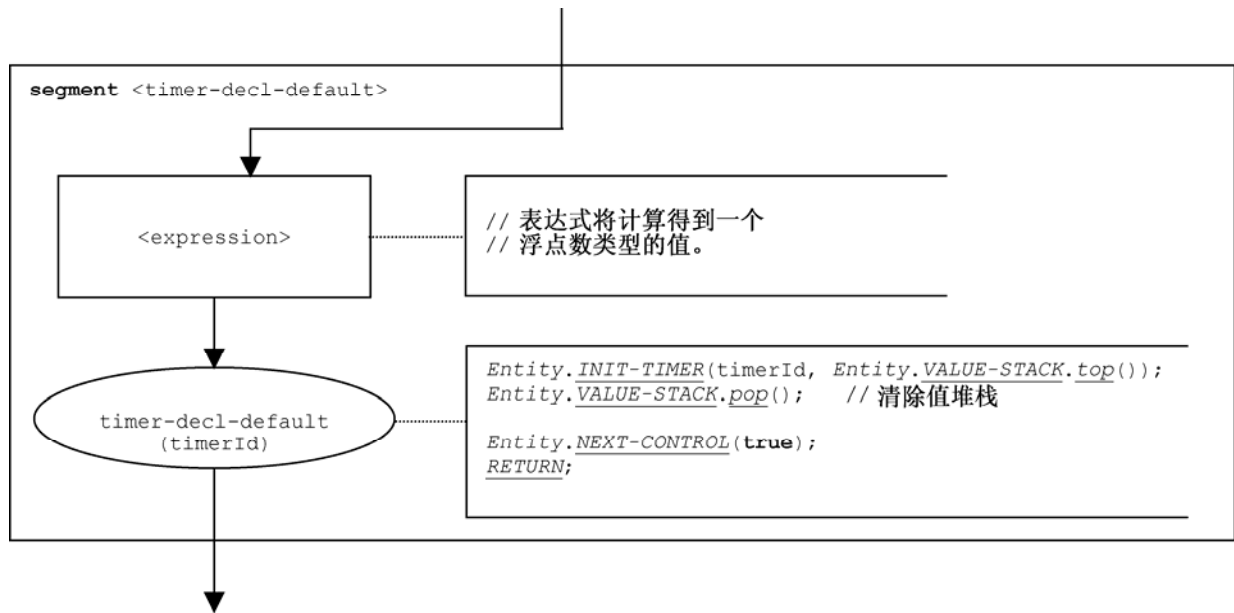 segment <timer-decl-default>
<expression>
// 表达式将计算得到一个
// 浮点数类型的值。
timer-decl-default
(timerId)
Entity.INIT-TIMER(timerId, Entity.VALUE-STACK.top());
Entity.VALUE-STACK.pop(); // 清除值堆栈
Entity.NEXT-CONTROL(true);
RETURN;